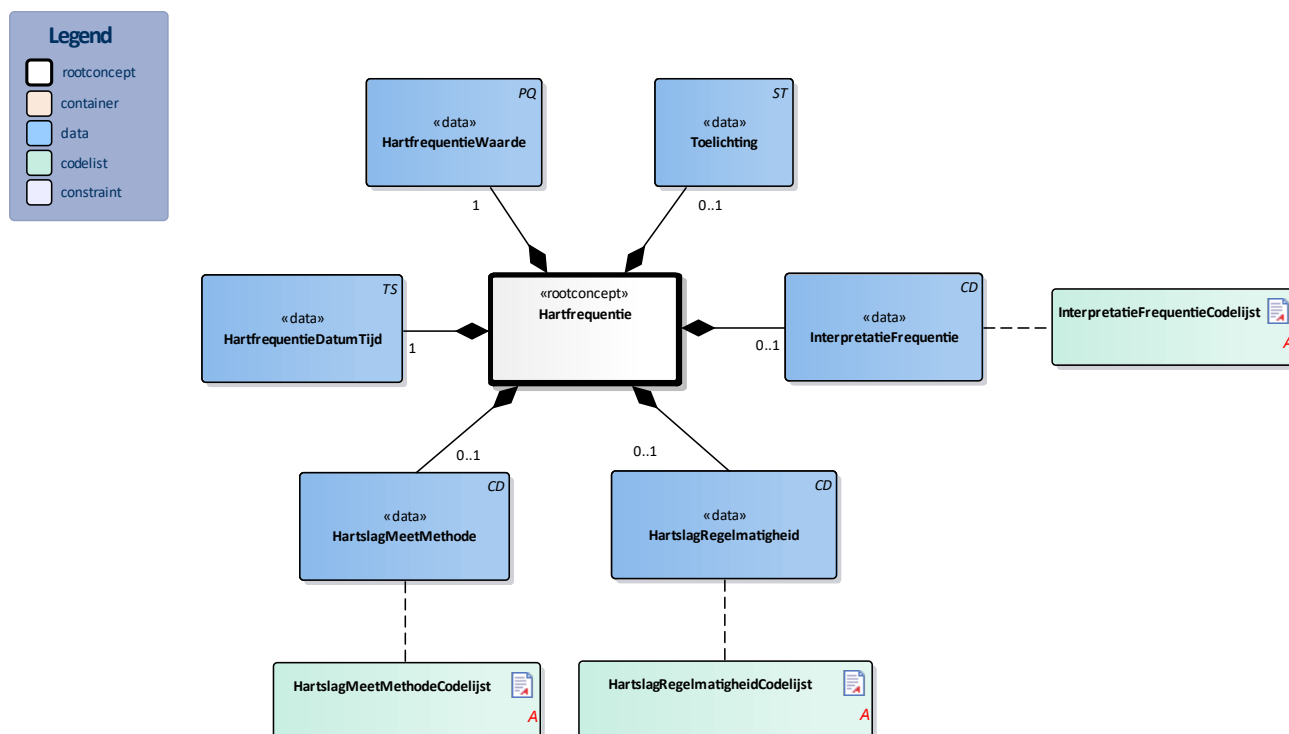 Legend
rootconcept
container
data
codelist
constraint
PQ
«data»
HartfrequentieWaarde
1
ST
«data»
Toelichting
0..1
TS
«data»
HartfrequentieDatumTijd
1
«rootconcept»
Hartfrequentie
CD
«data»
InterpretatieFrequentie
0..1
InterpretatieFrequentieCodelijst
A
0..1
CD
«data»
HartslagMeetMethode
0..1
CD
«data»
HartslagRegelmatigheid
HartslagMeetMethodeCodelijst
A
HartslagRegelmatigheidCodelijst
A